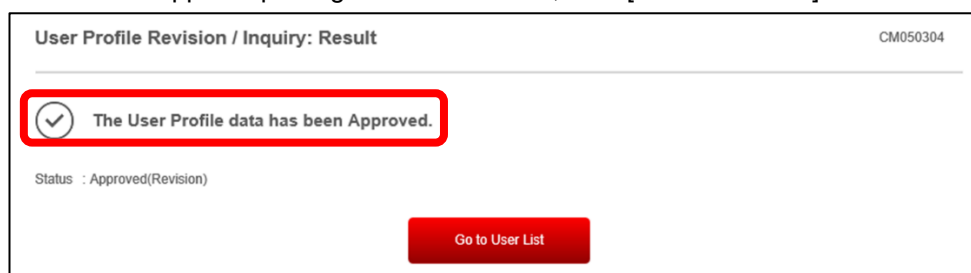 User Profile Revision / Inquiry: Result CM050304
The User Profile data has been Approved.
Status : Approved(Revision)
Go to User List